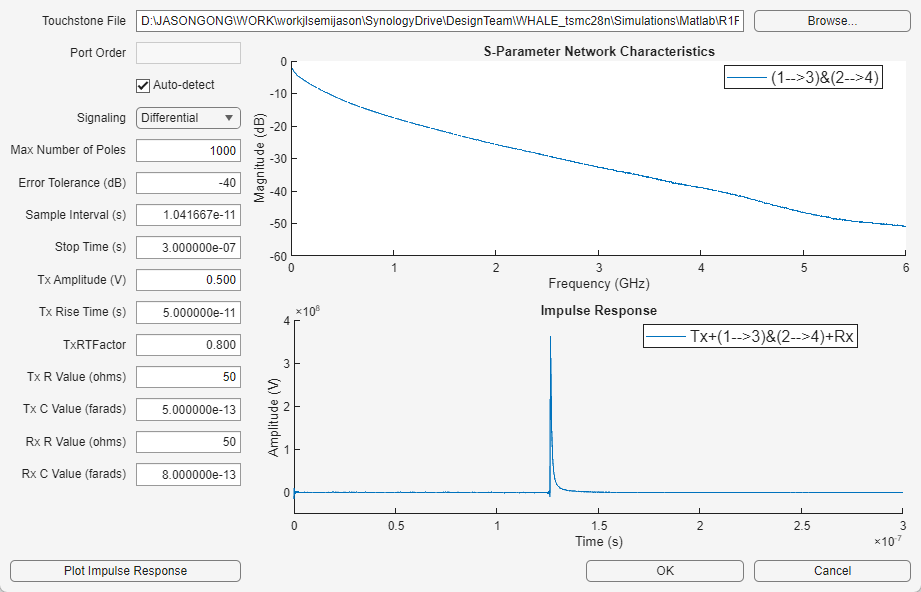 Touchstone File D:\JASONGONG\WORK\workjlsemijason\SynologyDrive\DesignTeam\WHALE_tsmc28n\Simulations\Matlab\R1F Browse...
Port Order
Auto-detect
Signaling Differential
Max Number of Poles 1000
Error Tolerance (dB) -40
Sample Interval (s) 1.041667e-11
Stop Time (s) 3.000000e-07
Tx Amplitude (V) 0.500
Tx Rise Time (s) 5.000000e-11
TxRTFactor 0.800
Tx R Value (ohms) 50
Tx C Value (farads) 5.000000e-13
Rx R Value (ohms) 50
Rx C Value (farads) 8.000000e-13
S-Parameter Network Characteristics
(1-->3)&(2-->4)
Magnitude (dB)
0
-10
-20
-30
-40
-50
-60
0 1 2 3 4 5 6
Frequency (GHz)
Impulse Response
×10⁸
Tx+(1-->3)&(2-->4)+Rx
Amplitude (V)
4
3
2
1
0
0 0.5 1 1.5 2 2.5 3
Time (s)
×10⁻⁷
Plot Impulse Response OK Cancel